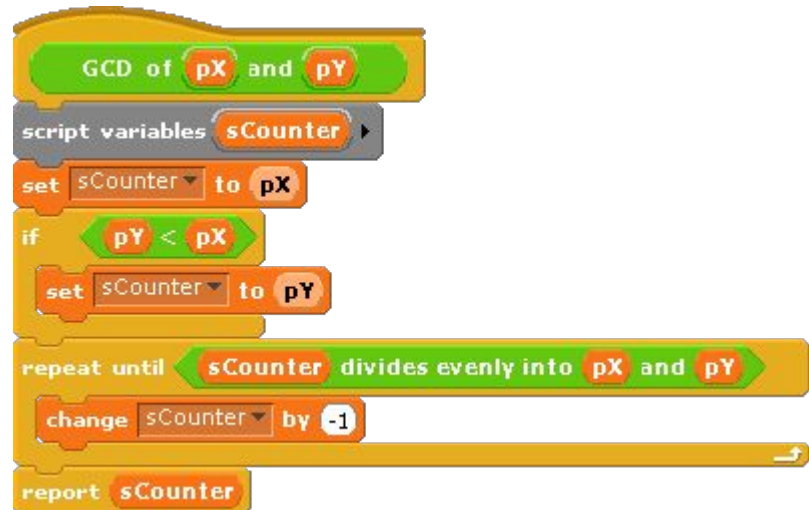 GCD of pX and pY
script variables sCounter
set sCounter to pX
if pY < pX
set sCounter to pY
repeat until sCounter divides evenly into pX and pY
change sCounter by -1
report sCounter